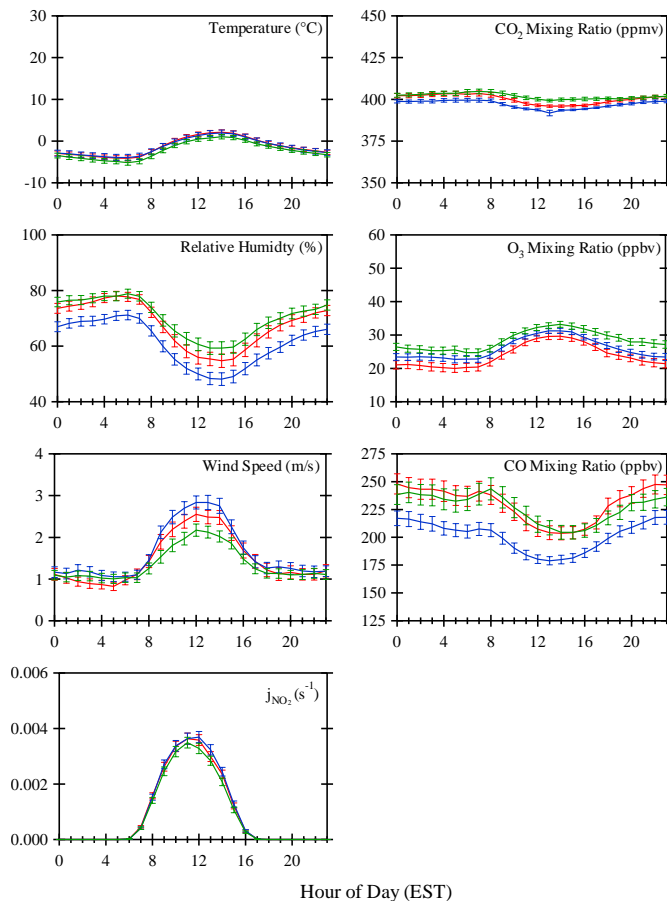 Temperature (°C)
30
20
10
0
-10
0 4 8 12 16 20
CO2 Mixing Ratio (ppmv)
450
425
400
375
350
0 4 8 12 16 20
Relative Humidty (%)
100
80
60
40
0 4 8 12 16 20
O3 Mixing Ratio (ppbv)
60
50
40
30
20
10
0 4 8 12 16 20
Wind Speed (m/s)
4
3
2
1
0
0 4 8 12 16 20
CO Mixing Ratio (ppbv)
275
250
225
200
175
150
125
0 4 8 12 16 20
jNO2 (s-1)
0.006
0.004
0.002
0.000
0 4 8 12 16 20
Hour of Day (EST)